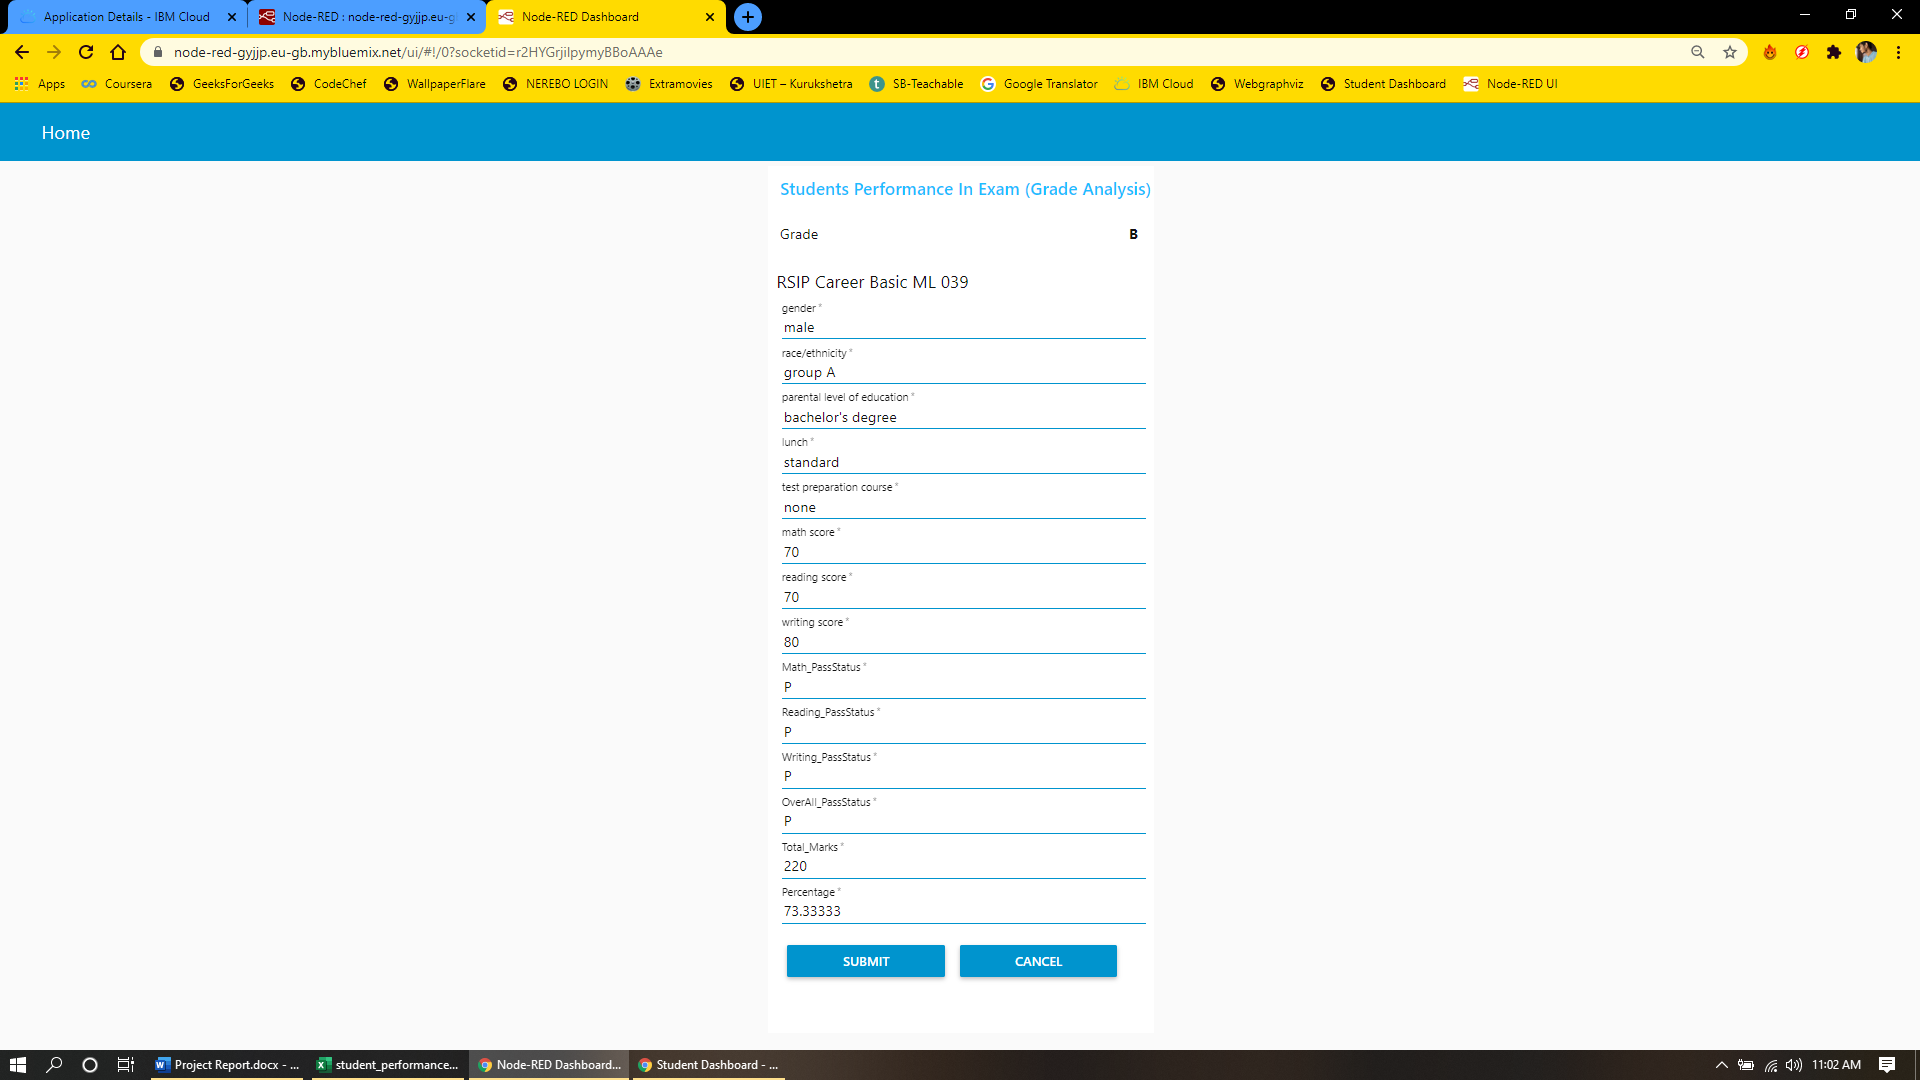 Application Details - IBM Cloud
Node-RED : node-red-gyjjp.eu-g
Node-RED Dashboard
node-red-gyjjp.eu-gb.mybluemix.net/ui/#!/0?socketid=r2HYGrjilpymyBBoAAAe
Apps Coursera GeeksForGeeks CodeChef WallpaperFlare NEREBO LOGIN Extramovies UIET – Kurukshetra SB-Teachable Google Translator IBM Cloud Webgraphviz Student Dashboard Node-RED UI
Home
Students Performance In Exam (Grade Analysis)
Grade B
RSIP Career Basic ML 039
gender *
male
race/ethnicity *
group A
parental level of education *
bachelor's degree
lunch *
standard
test preparation course *
none
math score *
70
reading score *
70
writing score *
80
Math_PassStatus *
P
Reading_PassStatus *
P
Writing_PassStatus *
P
OverAll_PassStatus *
P
Total_Marks *
220
Percentage *
73.33333
SUBMIT CANCEL
Project Report.docx - ... student_performance... Node-RED Dashboard... Student Dashboard - ... 11:02 AM